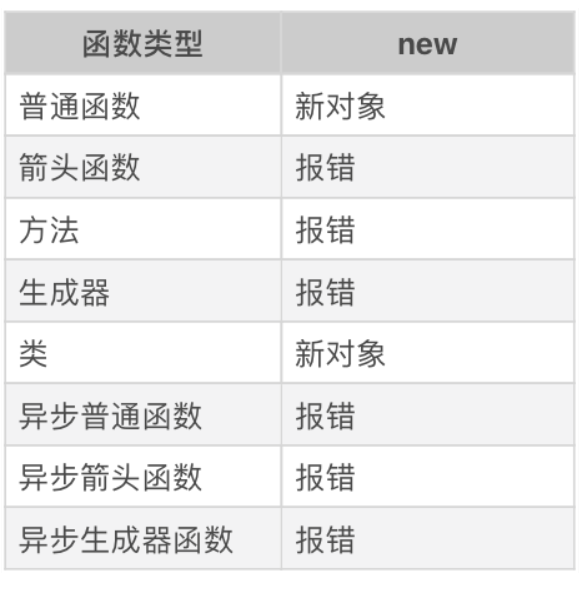 函数类型 new
普通函数 新对象
箭头函数 报错
方法 报错
生成器 报错
类 新对象
异步普通函数 报错
异步箭头函数 报错
异步生成器函数 报错